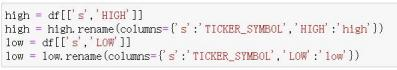 high = df[['s','HIGH']]
high = high.rename(columns={'s':'TICKER_SYMBOL','HIGH':'high'})
low = df[['s','LOW']]
low = low.rename(columns={'s':'TICKER_SYMBOL','LOW':'low'})